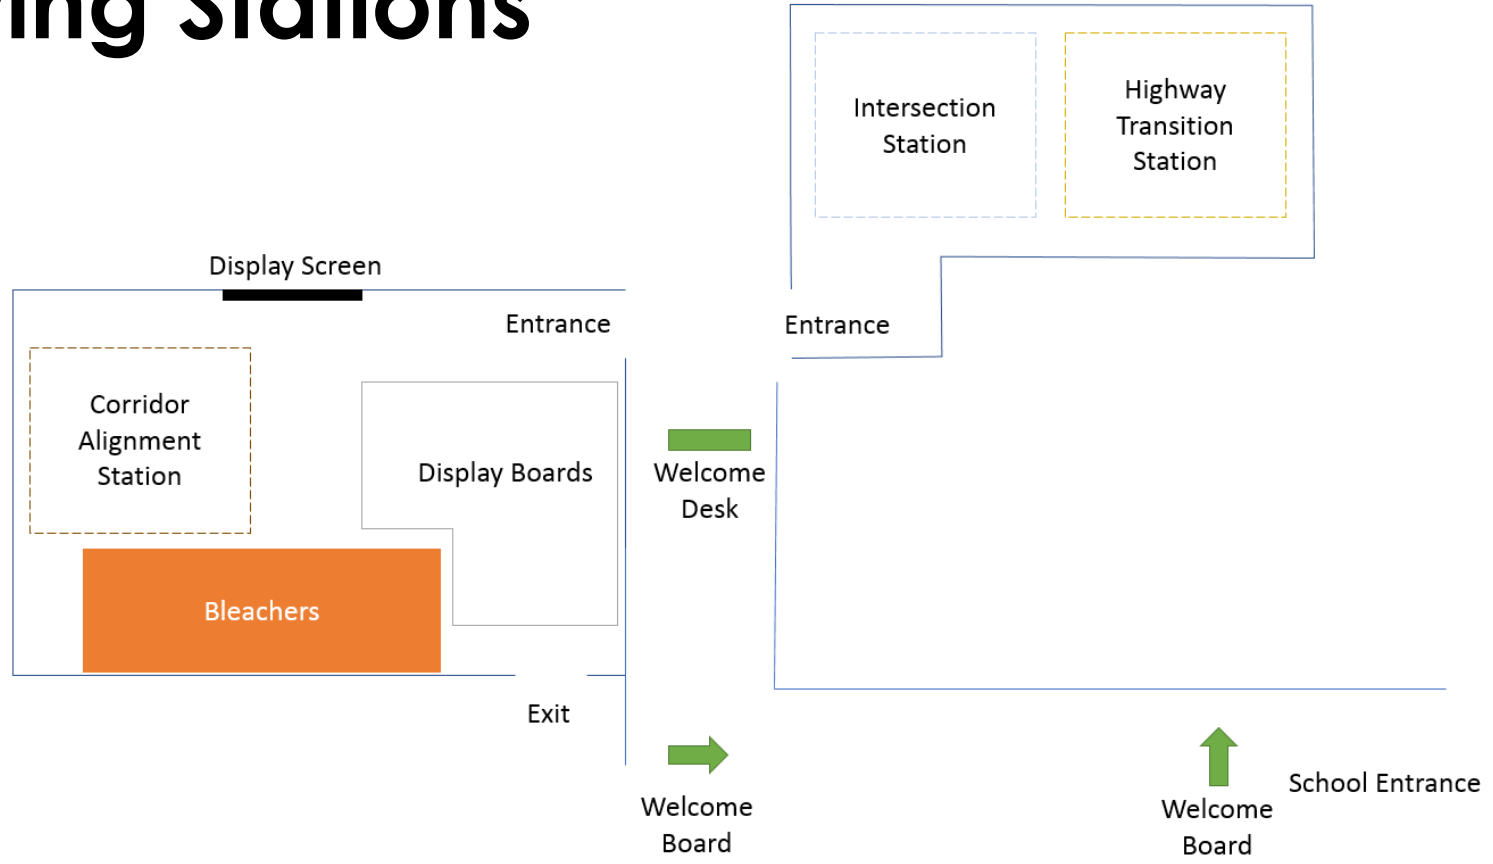 Stations
Intersection
Station
Highway
Transition
Station
Display Screen
Entrance
Entrance
Corridor
Alignment
Station
Display Boards
Welcome
Desk
Bleachers
Exit
Welcome
Board
School Entrance
Welcome
Board